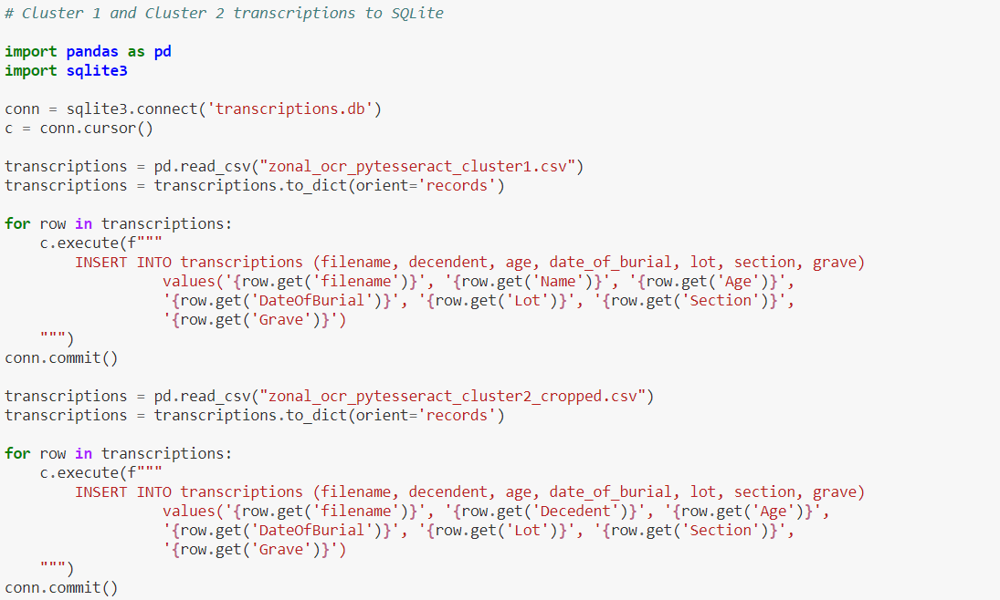 # Cluster 1 and Cluster 2 transcriptions to SQLite

import pandas as pd
import sqlite3

conn = sqlite3.connect('transcriptions.db')
c = conn.cursor()

transcriptions = pd.read_csv("zonal_ocr_pytesseract_cluster1.csv")
transcriptions = transcriptions.to_dict(orient='records')

for row in transcriptions:
    c.execute(f"""
        INSERT INTO transcriptions (filename, decendent, age, date_of_burial, lot, section, grave)
                  values('{row.get('filename')}', '{row.get('Name')}', '{row.get('Age')}',
                  '{row.get('DateOfBurial')}', '{row.get('Lot')}', '{row.get('Section')}',
                  '{row.get('Grave')}')
    """)
conn.commit()

transcriptions = pd.read_csv("zonal_ocr_pytesseract_cluster2_cropped.csv")
transcriptions = transcriptions.to_dict(orient='records')

for row in transcriptions:
    c.execute(f"""
        INSERT INTO transcriptions (filename, decendent, age, date_of_burial, lot, section, grave)
                  values('{row.get('filename')}', '{row.get('Decedent')}', '{row.get('Age')}',
                  '{row.get('DateOfBurial')}', '{row.get('Lot')}', '{row.get('Section')}',
                  '{row.get('Grave')}')
    """)
conn.commit()